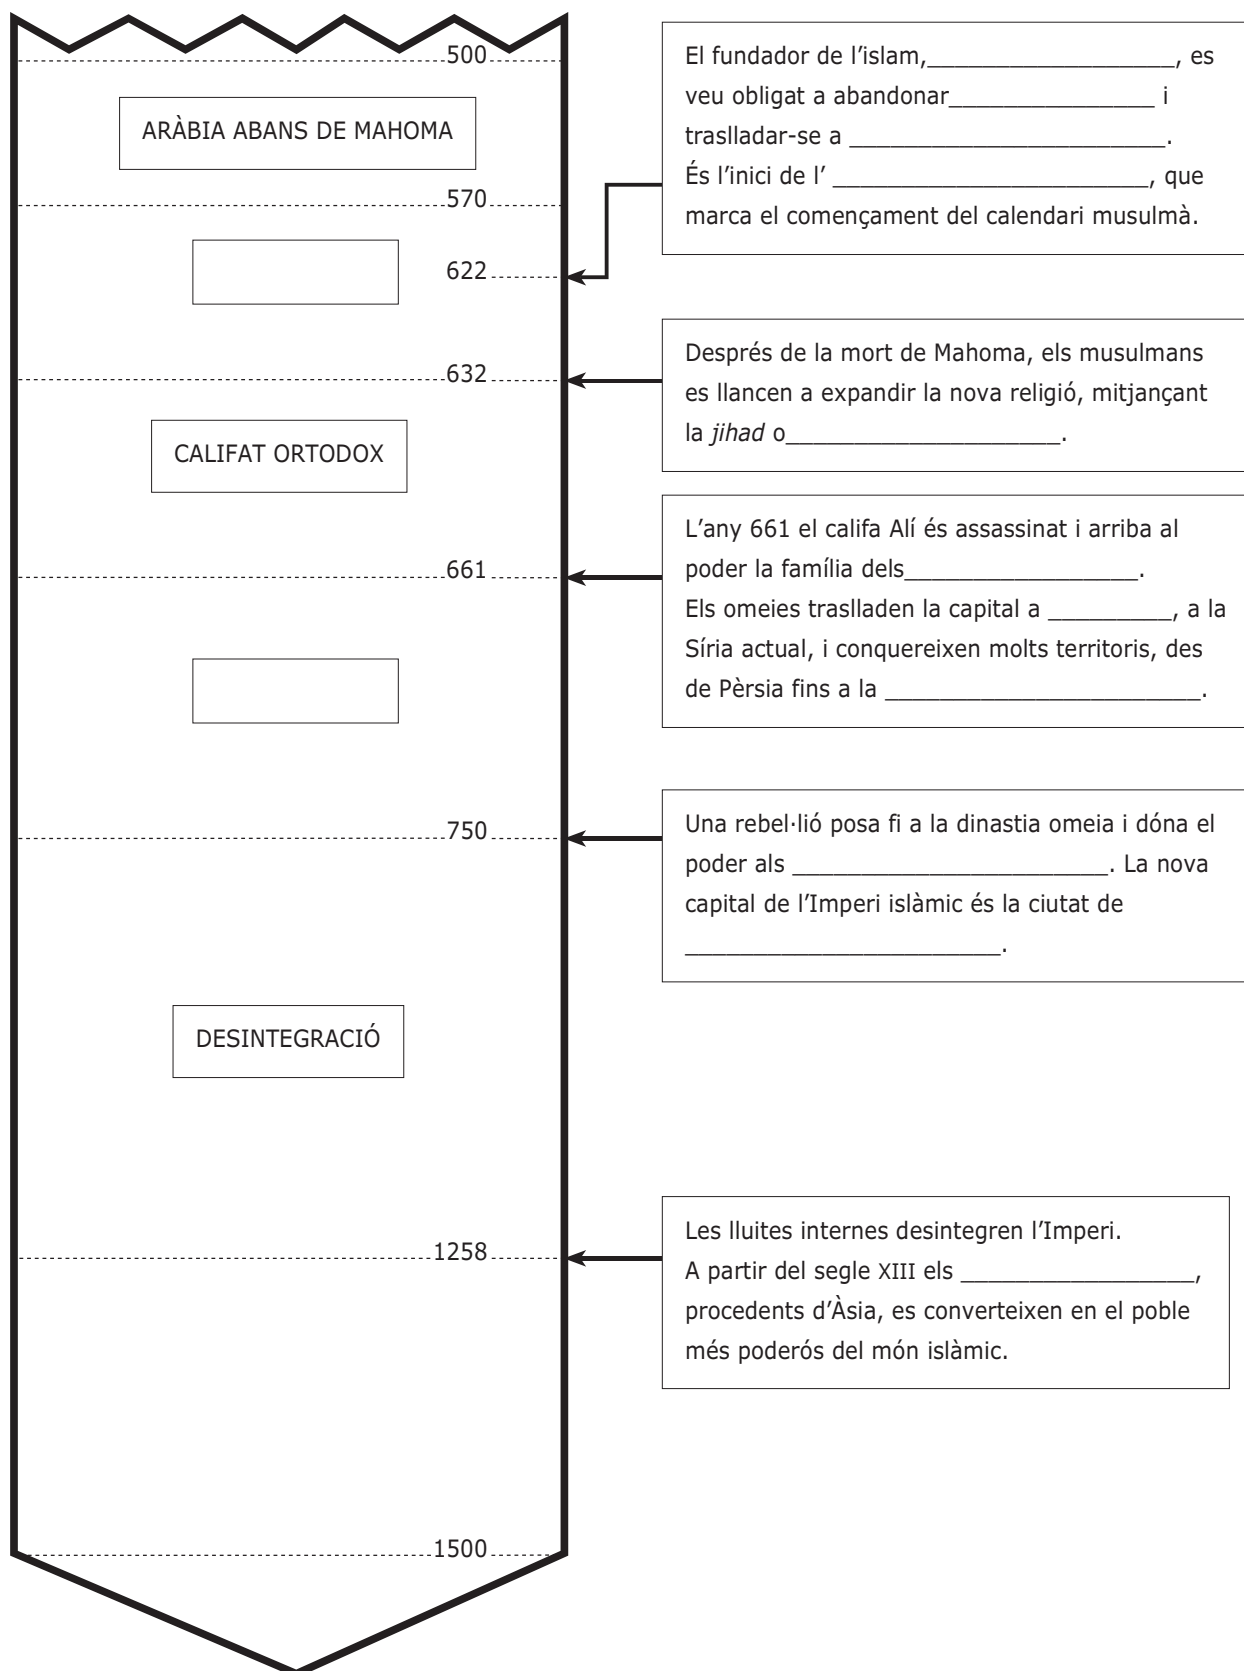 500
ARÀBIA ABANS DE MAHOMA
570
622
632
CALIFAT ORTODOX
661
750
DESINTEGRACIÓ
1258
1500
El fundador de l'islam,__________________, es
veu obligat a abandonar_______________ i
traslladar-se a _______________________.
És l'inici de l' _______________________, que
marca el començament del calendari musulmà.
Després de la mort de Mahoma, els musulmans
es llancen a expandir la nova religió, mitjançant
la jihad o____________________.
L'any 661 el califa Alí és assassinat i arriba al
poder la família dels_________________.
Els omeies traslladen la capital a _________, a la
Síria actual, i conquereixen molts territoris, des
de Pèrsia fins a la _______________________.
Una rebel·lió posa fi a la dinastia omeia i dóna el
poder als _______________________. La nova
capital de l'Imperi islàmic és la ciutat de
_______________________.
Les lluites internes desintegren l'Imperi.
A partir del segle XIII els _________________,
procedents d'Àsia, es converteixen en el poble
més poderós del món islàmic.